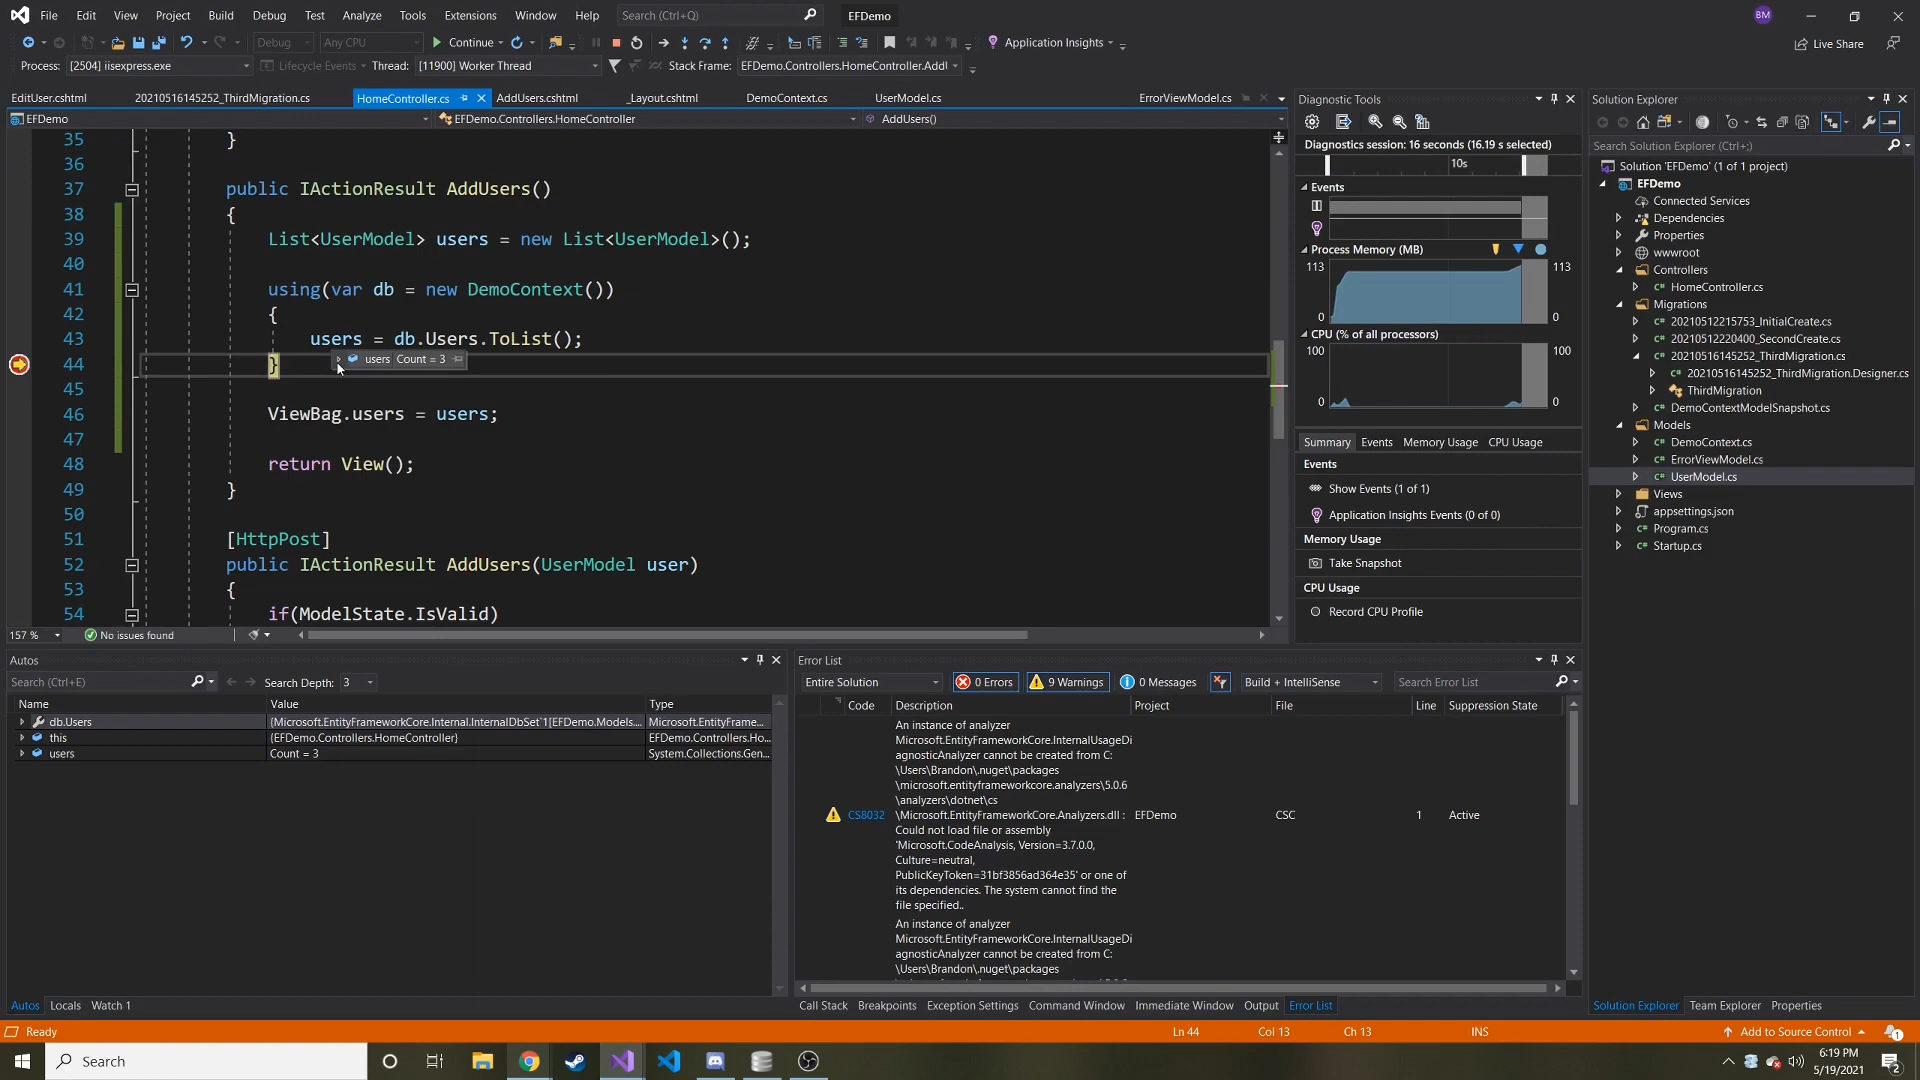 File Edit View Project Build Debug Test Analyze Tools Extensions Window Help Search (Ctrl+Q) EFDemo BM
Debug Any CPU Continue Application Insights Live Share
Process: [2504] iisexpress.exe Lifecycle Events Thread: [11900] Worker Thread Stack Frame: EFDemo.Controllers.HomeController.Add
EditUser.cshtml 20210516145252_ThirdMigration.cs HomeController.cs AddUsers.cshtml _Layout.cshtml DemoContext.cs UserModel.cs ErrorViewModel.cs
EFDemo EFDemo.Controllers.HomeController AddUsers()
35 }
36
37 public IActionResult AddUsers()
38 {
39 List<UserModel> users = new List<UserModel>();
40
41 using(var db = new DemoContext())
42 {
43 users = db.Users.ToList();
44 }
users Count = 3
45
46 ViewBag.users = users;
47
48 return View();
49 }
50
51 [HttpPost]
52 public IActionResult AddUsers(UserModel user)
53 {
54 if(ModelState.IsValid)
157 % No issues found
Diagnostic Tools
Diagnostics session: 16 seconds (16.19 s selected)
10s
Events
Process Memory (MB)
113 113
0 0
CPU (% of all processors)
100 100
0 0
Summary Events Memory Usage CPU Usage
Events
Show Events (1 of 1)
Application Insights Events (0 of 0)
Memory Usage
Take Snapshot
CPU Usage
Record CPU Profile
Solution Explorer
Search Solution Explorer (Ctrl+;)
Solution 'EFDemo' (1 of 1 project)
EFDemo
Connected Services
Dependencies
Properties
wwwroot
Controllers
HomeController.cs
Migrations
20210512215753_InitialCreate.cs
20210512220400_SecondCreate.cs
20210516145252_ThirdMigration.cs
20210516145252_ThirdMigration.Designer.cs
ThirdMigration
DemoContextModelSnapshot.cs
Models
DemoContext.cs
ErrorViewModel.cs
UserModel.cs
Views
appsettings.json
Program.cs
Startup.cs
Autos
Search (Ctrl+E) Search Depth: 3
Name Value Type
db.Users {Microsoft.EntityFrameworkCore.Internal.InternalDbSet`1[EFDemo.Models.... Microsoft.EntityFrame...
this {EFDemo.Controllers.HomeController} EFDemo.Controllers.Ho...
users Count = 3 System.Collections.Gen...
Autos Locals Watch 1
Error List
Entire Solution 0 Errors 9 Warnings 0 Messages Build + IntelliSense Search Error List
Code Description Project File Line Suppression State
An instance of analyzer
Microsoft.EntityFrameworkCore.InternalUsageDi
agnosticAnalyzer cannot be created from C:
\Users\Brandon\.nuget\packages
\microsoft.entityframeworkcore.analyzers\5.0.6
\analyzers\dotnet\cs
CS8032 \Microsoft.EntityFrameworkCore.Analyzers.dll : EFDemo CSC 1 Active
Could not load file or assembly
'Microsoft.CodeAnalysis, Version=3.7.0.0,
Culture=neutral,
PublicKeyToken=31bf3856ad364e35' or one of
its dependencies. The system cannot find the
file specified..
An instance of analyzer
Microsoft.EntityFrameworkCore.InternalUsageDi
agnosticAnalyzer cannot be created from C:
\Users\Brandon\.nuget\packages
Call Stack Breakpoints Exception Settings Command Window Immediate Window Output Error List
Solution Explorer Team Explorer Properties
Ready Ln 44 Col 13 Ch 13 INS Add to Source Control 1
Search
6:19 PM
5/19/2021
2